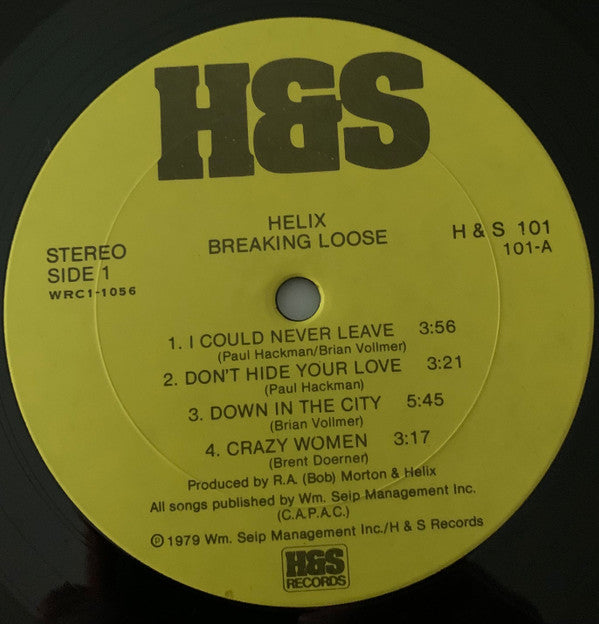 H&S
HELIX
BREAKING LOOSE
STEREO
SIDE 1
WRC1-1056
H & S 101
101-A
1. I COULD NEVER LEAVE 3:56
(Paul Hackman/Brian Vollmer)
2. DON'T HIDE YOUR LOVE 3:21
(Paul Hackman)
3. DOWN IN THE CITY 5:45
(Brian Vollmer)
4. CRAZY WOMEN 3:17
(Brent Doerner)
Produced by R.A. (Bob) Morton & Helix
All songs published by Wm. Seip Management Inc.
(C.A.P.A.C.)
℗ 1979 Wm. Seip Management Inc./H & S Records
H&S
RECORDS